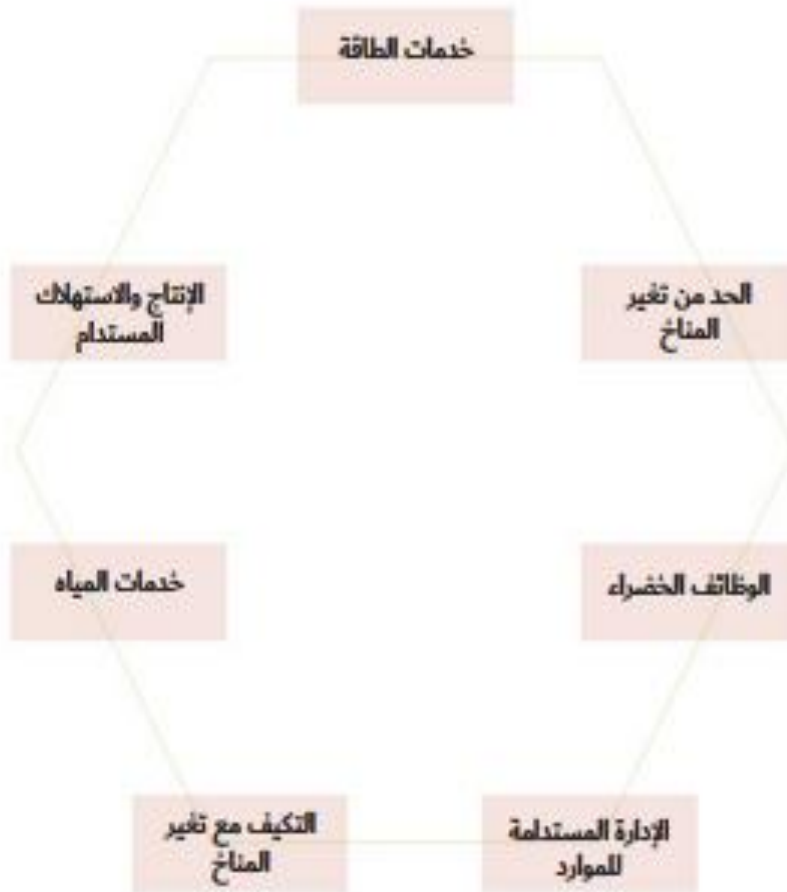 خدمات الطاقة
الحد من تغير
المناخ
الإنتاج والاستهلاك
المستدام
الوظائف الخضراء
خدمات المياه
الإدارة المستدامة
للموارد
التكيف مع تغير
المناخ